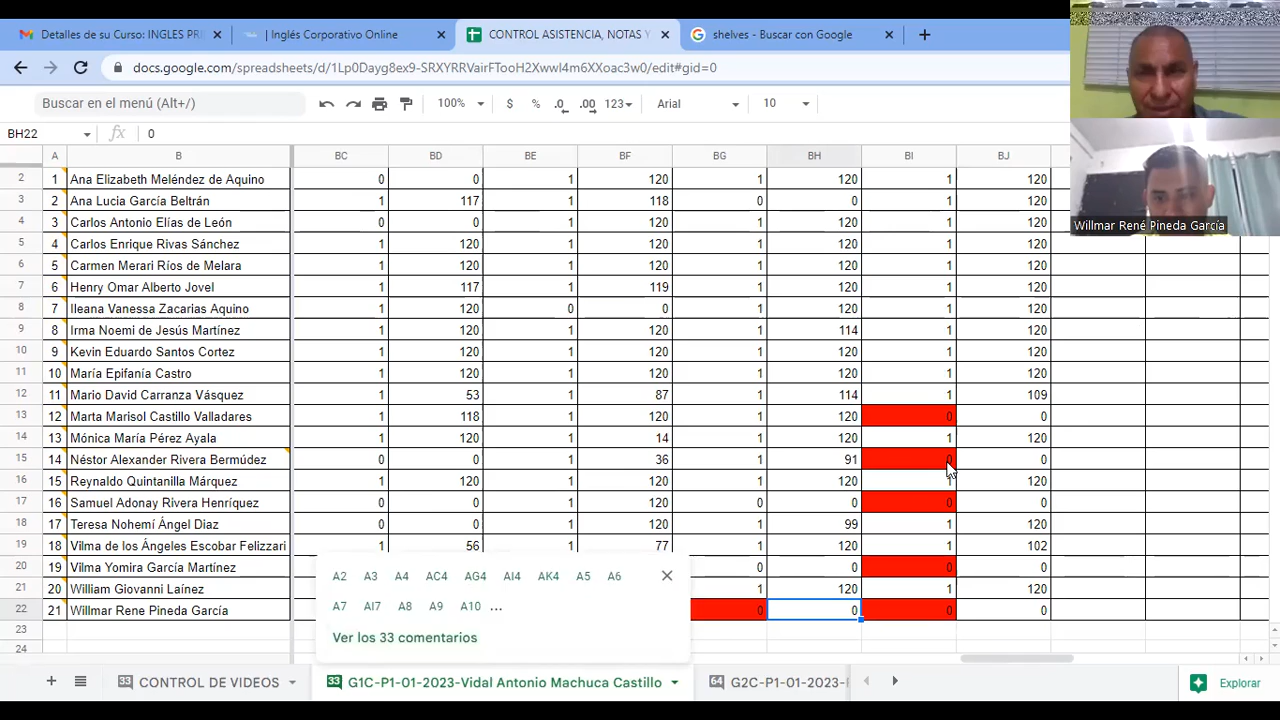 Detalles de su Curso: INGLES PRE
| Inglés Corporativo Online
CONTROL ASISTENCIA, NOTAS Y
shelves - Buscar con Google
Buscar en el menú (Alt+/)
100% $ % .0 .00 123 Arial 10
BH22 fx 0
A B BC BD BE BF BG BH BI BJ
2 1 Ana Elizabeth Meléndez de Aquino 0 0 1 120 1 120 1 120
3 2 Ana Lucia García Beltrán 1 117 1 118 0 0 1 120
4 3 Carlos Antonio Elías de León 0 0 1 120 1 120 1 120
5 4 Carlos Enrique Rivas Sánchez 1 120 1 120 1 120 1 120
6 5 Carmen Merari Ríos de Melara 1 120 1 120 1 120 1 120
7 6 Henry Omar Alberto Jovel 1 117 1 119 1 120 1 120
8 7 Ileana Vanessa Zacarias Aquino 1 120 0 0 1 120 1 120
9 8 Irma Noemi de Jesús Martínez 1 120 1 120 1 114 1 120
10 9 Kevin Eduardo Santos Cortez 1 120 1 120 1 120 1 120
11 10 María Epifanía Castro 1 120 1 120 1 120 1 120
12 11 Mario David Carranza Vásquez 1 53 1 87 1 114 1 109
13 12 Marta Marisol Castillo Valladares 1 118 1 120 1 120 0 0
14 13 Mónica María Pérez Ayala 1 120 1 14 1 120 1 120
15 14 Néstor Alexander Rivera Bermúdez 0 0 1 36 1 91 0 0
16 15 Reynaldo Quintanilla Márquez 1 120 1 120 1 120 1 120
17 16 Samuel Adonay Rivera Henríquez 0 0 1 120 0 0 0 0
18 17 Teresa Nohemí Ángel Diaz 0 0 1 120 1 99 1 120
19 18 Vilma de los Ángeles Escobar Felizzari 1 56 1 77 1 120 1 102
20 19 Vilma Yomira García Martínez 0 0 0 0
21 20 William Giovanni Laínez 1 120 1 120
22 21 Willmar Rene Pineda García 0 0 0 0
23
24
A2 A3 A4 AC4 AG4 AI4 AK4 A5 A6
A7 AI7 A8 A9 A10 ...
Ver los 33 comentarios
33 CONTROL DE VIDEOS
33 G1C-P1-01-2023-Vidal Antonio Machuca Castillo
64 G2C-P1-01-2023-
Explorar
Willmar René Pineda García